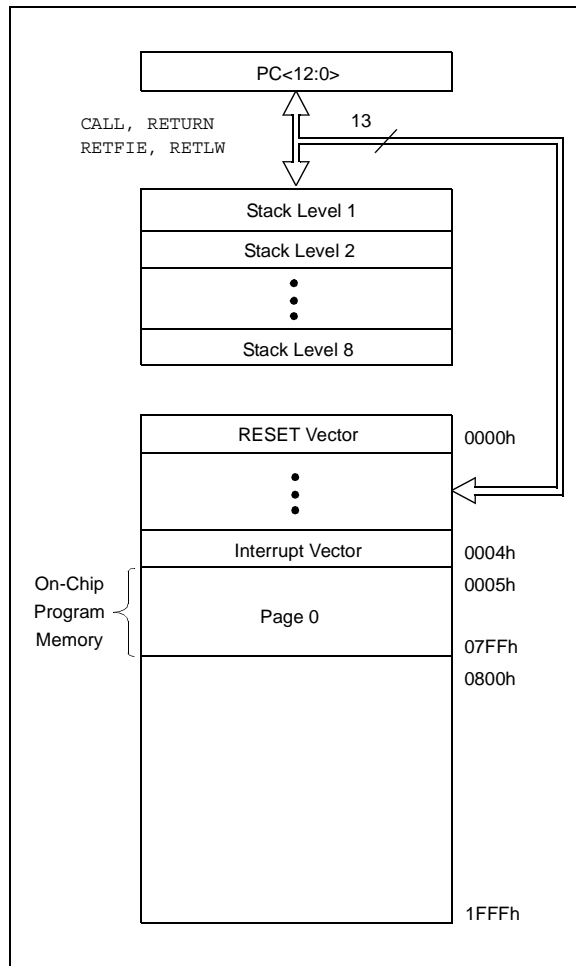 PC<12:0>
CALL, RETURN
RETFIE, RETLW
13
Stack Level 1
Stack Level 2
Stack Level 8
RESET Vector
0000h
Interrupt Vector
0004h
On-Chip
Program
Memory
0005h
Page 0
07FFh
0800h
1FFFh